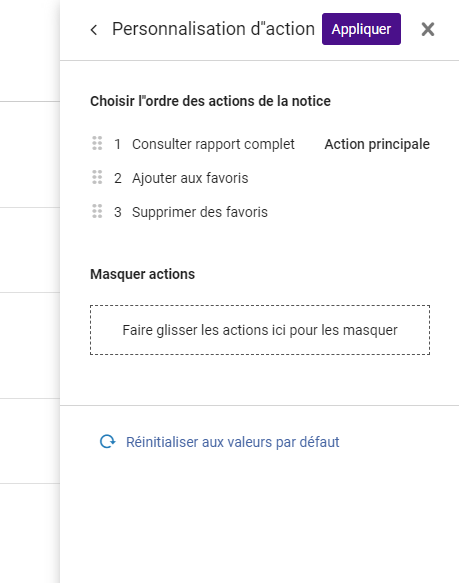 Personnalisation d"action Appliquer
Choisir l"ordre des actions de la notice
1 Consulter rapport complet Action principale
2 Ajouter aux favoris
3 Supprimer des favoris
Masquer actions
Faire glisser les actions ici pour les masquer
Réinitialiser aux valeurs par défaut